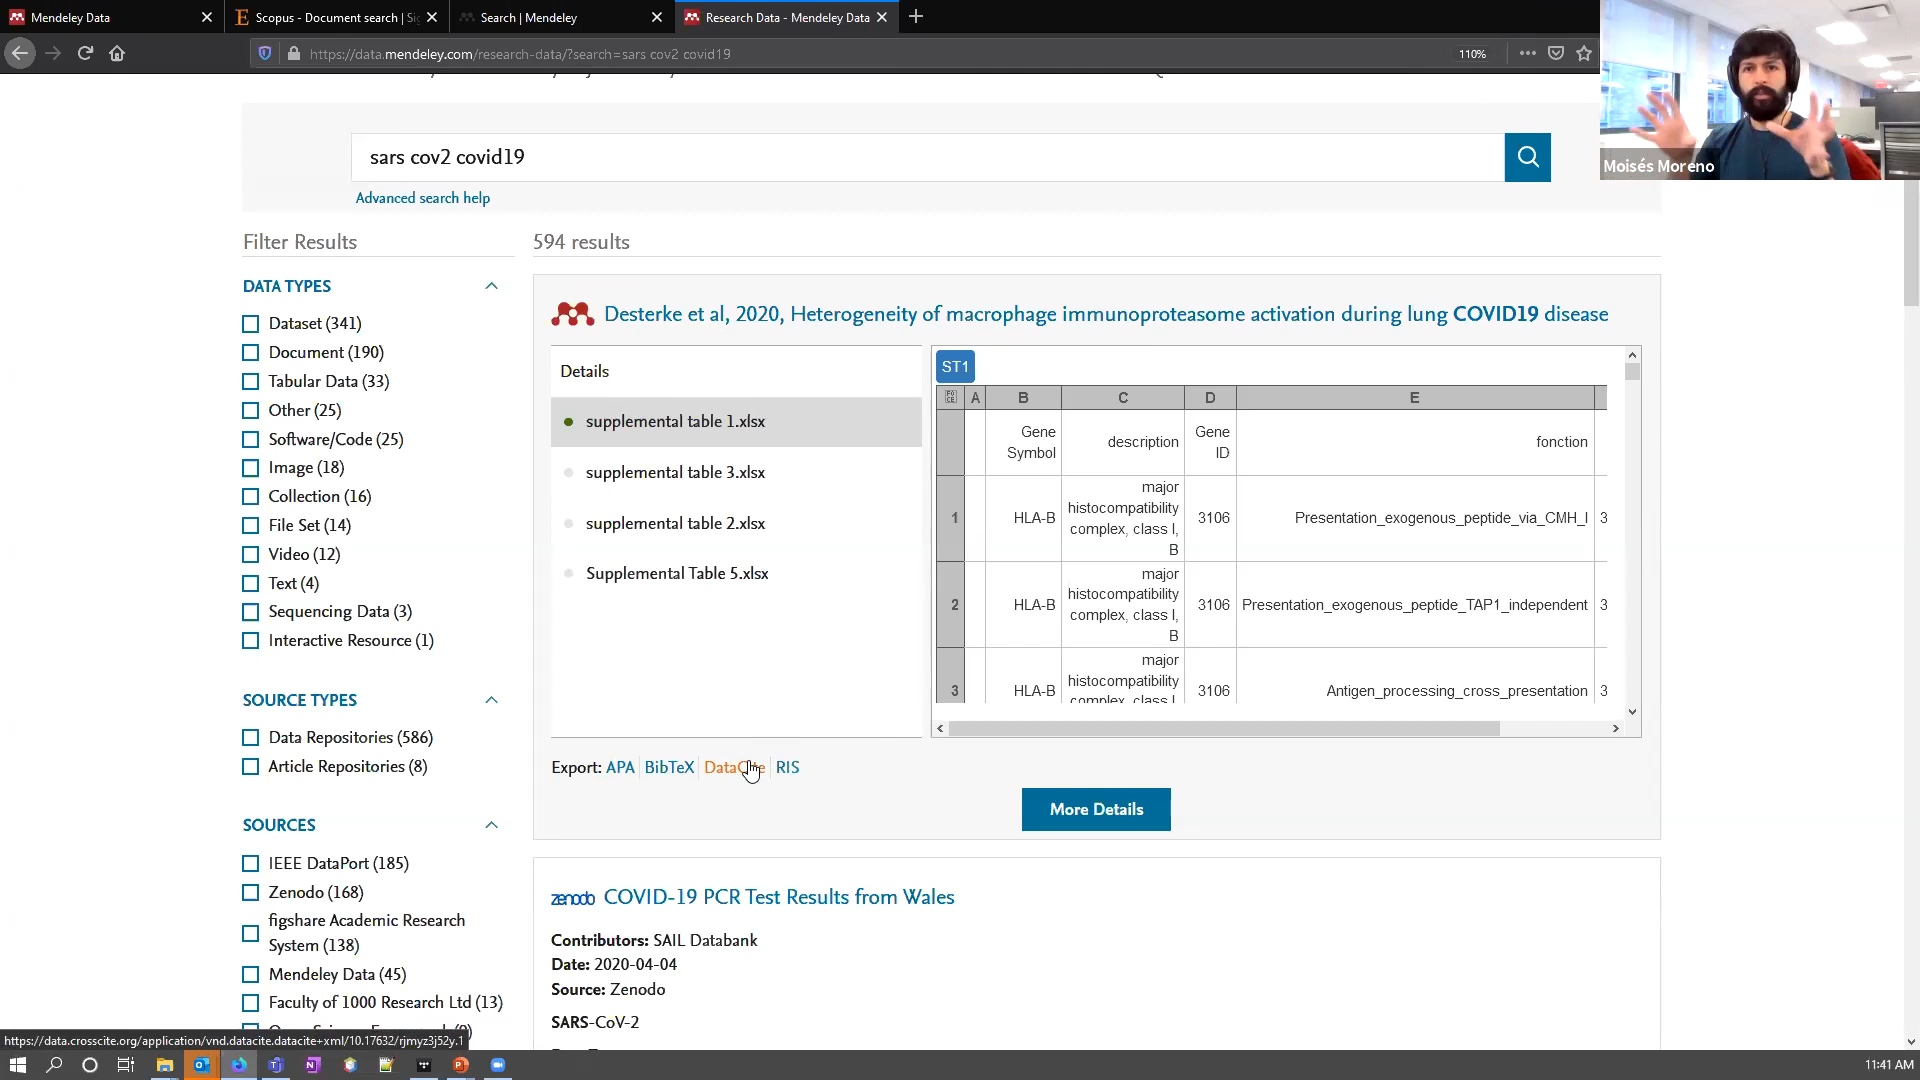 Mendeley Data
Scopus - Document search |
Search | Mendeley
Research Data - Mendeley Data
https://data.mendeley.com/research-data/?search=sars cov2 covid19
110%
Moisés Moreno
sars cov2 covid19
Advanced search help
Filter Results
594 results
DATA TYPES
Dataset (341)
Document (190)
Tabular Data (33)
Other (25)
Software/Code (25)
Image (18)
Collection (16)
File Set (14)
Video (12)
Text (4)
Sequencing Data (3)
Interactive Resource (1)
SOURCE TYPES
Data Repositories (586)
Article Repositories (8)
SOURCES
IEEE DataPort (185)
Zenodo (168)
figshare Academic Research
System (138)
Mendeley Data (45)
Faculty of 1000 Research Ltd (13)
Desterke et al, 2020, Heterogeneity of macrophage immunoproteasome activation during lung COVID19 disease
Details
supplemental table 1.xlsx
supplemental table 3.xlsx
supplemental table 2.xlsx
Supplemental Table 5.xlsx
ST1
A B C D E
Gene Symbol description Gene ID fonction
1 HLA-B major histocompatibility complex, class I, B 3106 Presentation_exogenous_peptide_via_CMH_I 3
2 HLA-B major histocompatibility complex, class I, B 3106 Presentation_exogenous_peptide_TAP1_independent 3
3 HLA-B major histocompatibility complex, class I, 3106 Antigen_processing_cross_presentation 3
Export: APA BibTeX DataCite RIS
More Details
zenodo COVID-19 PCR Test Results from Wales
Contributors: SAIL Databank
Date: 2020-04-04
Source: Zenodo
SARS-CoV-2
https://data.crosscite.org/application/vnd.datacite.datacite+xml/10.17632/rjmyz3j52y.1
11:41 AM